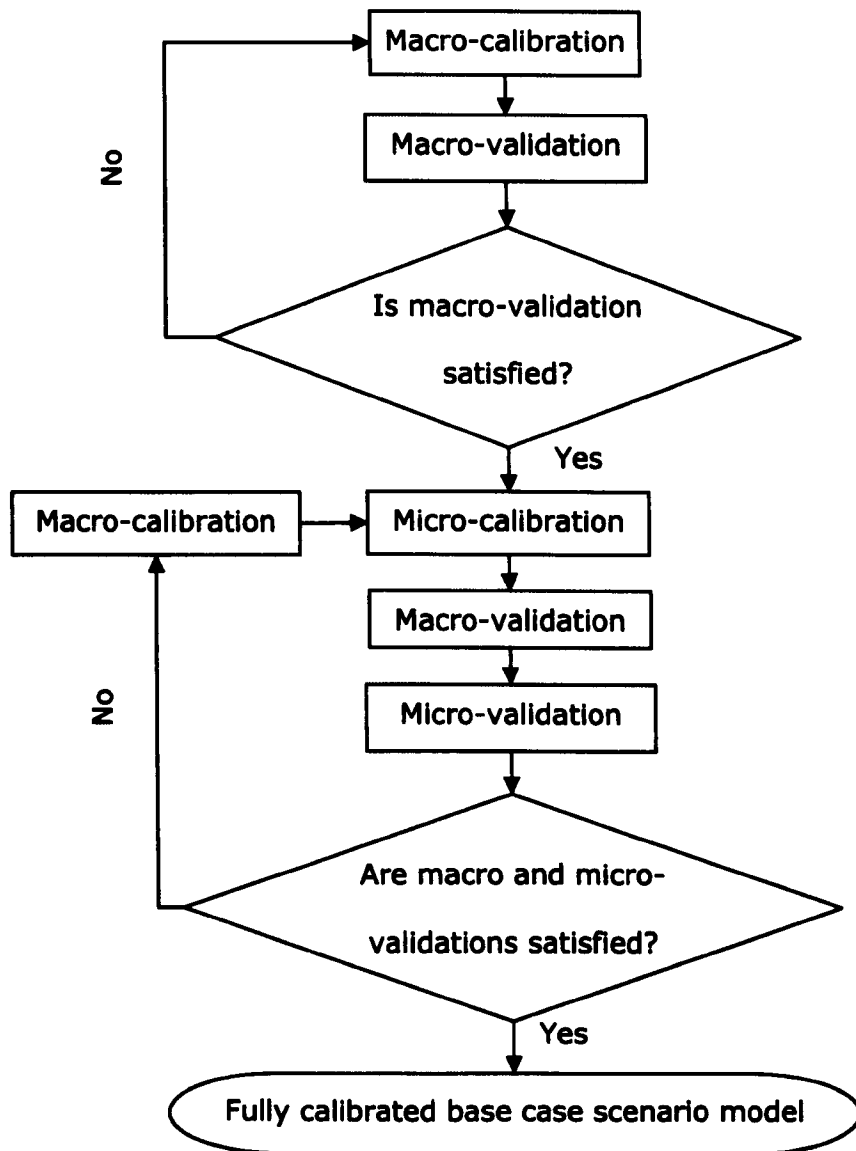 Macro-calibration
Macro-validation
No
Is macro-validation
satisfied?
Yes
Macro-calibration
Micro-calibration
Macro-validation
Micro-validation
No
Are macro and micro-
validations satisfied?
Yes
Fully calibrated base case scenario model